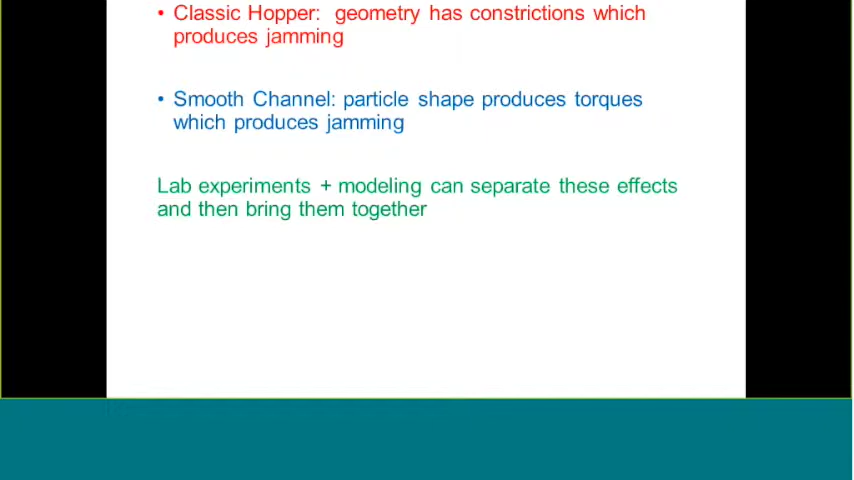 • Classic Hopper: geometry has constrictions which
produces jamming
• Smooth Channel: particle shape produces torques
which produces jamming
Lab experiments + modeling can separate these effects
and then bring them together